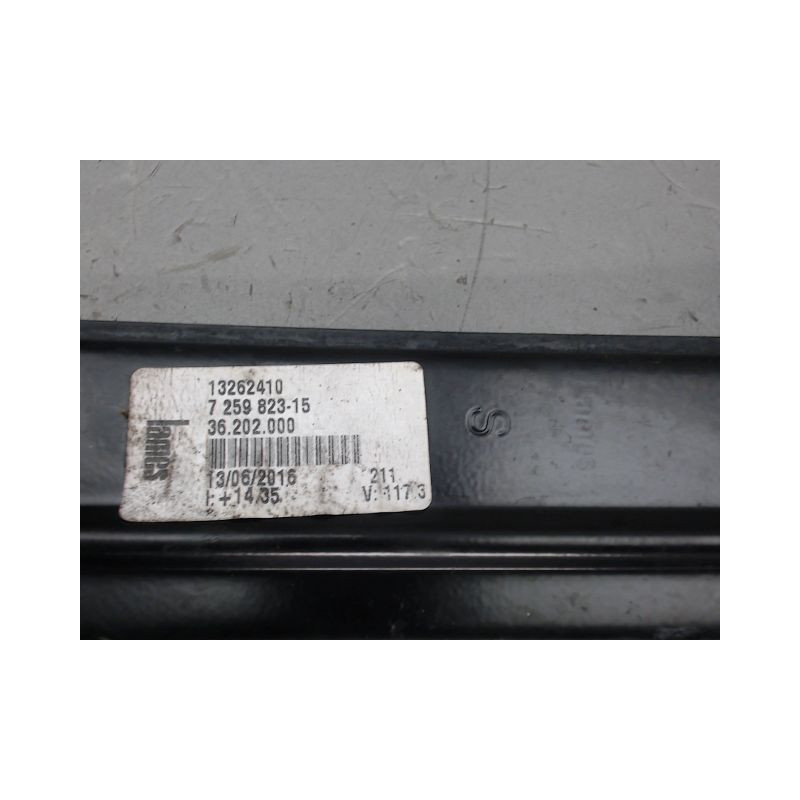 13262410
7 259 823-15
36.202.000
13/06/2016 211
F + 14/35 V: 117.3
Lames
S